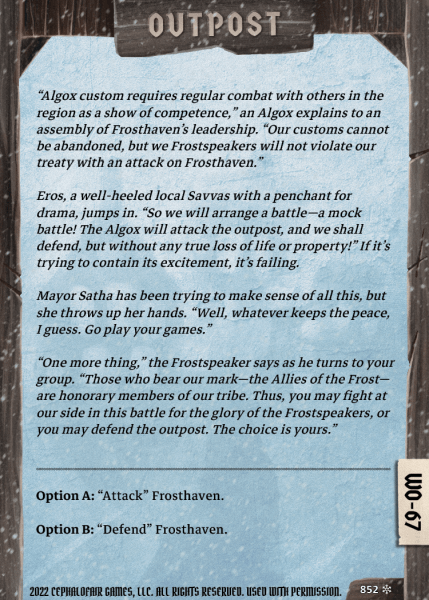 OUTPOST
“Algox custom requires regular combat with others in the
region as a show of competence,” an Algox explains to an
assembly of Frosthaven’s leadership. “Our customs cannot
be abandoned, but we Frostspeakers will not violate our
treaty with an attack on Frosthaven.”
Eros, a well-heeled local Savvas with a penchant for
drama, jumps in. “So we will arrange a battle—a mock
battle! The Algox will attack the outpost, and we shall
defend, but without any true loss of life or property!” If it’s
trying to contain its excitement, it’s failing.
Mayor Satha has been trying to make sense of all this, but
she throws up her hands. “Well, whatever keeps the peace,
I guess. Go play your games.”
“One more thing,” the Frostspeaker says as he turns to your
group. “Those who bear our mark—the Allies of the Frost—
are honorary members of our tribe. Thus, you may fight at
our side in this battle for the glory of the Frostspeakers, or
you may defend the outpost. The choice is yours.”
Option A: “Attack” Frosthaven.
Option B: “Defend” Frosthaven.
WO-67
2022 CEPHALOFAIR GAMES, LLC. ALL RIGHTS RESERVED. USED WITH PERMISSION.
852